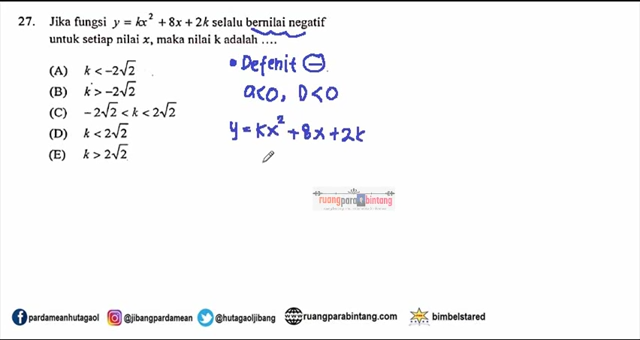 27. Jika fungsi y = kx² + 8x + 2k selalu bernilai negatif
untuk setiap nilai x, maka nilai k adalah ....
(A) k < -2√2
(B) k > -2√2
(C) -2√2 < k < 2√2
(D) k < 2√2
(E) k > 2√2
• Defenit ⊖
a<0, D<0
y = kx² + 8x + 2k
ruangparabintang
pardameanhutagaol @jibangpardamean @hutagaoljibang ruangparabintang.com bimbelstared